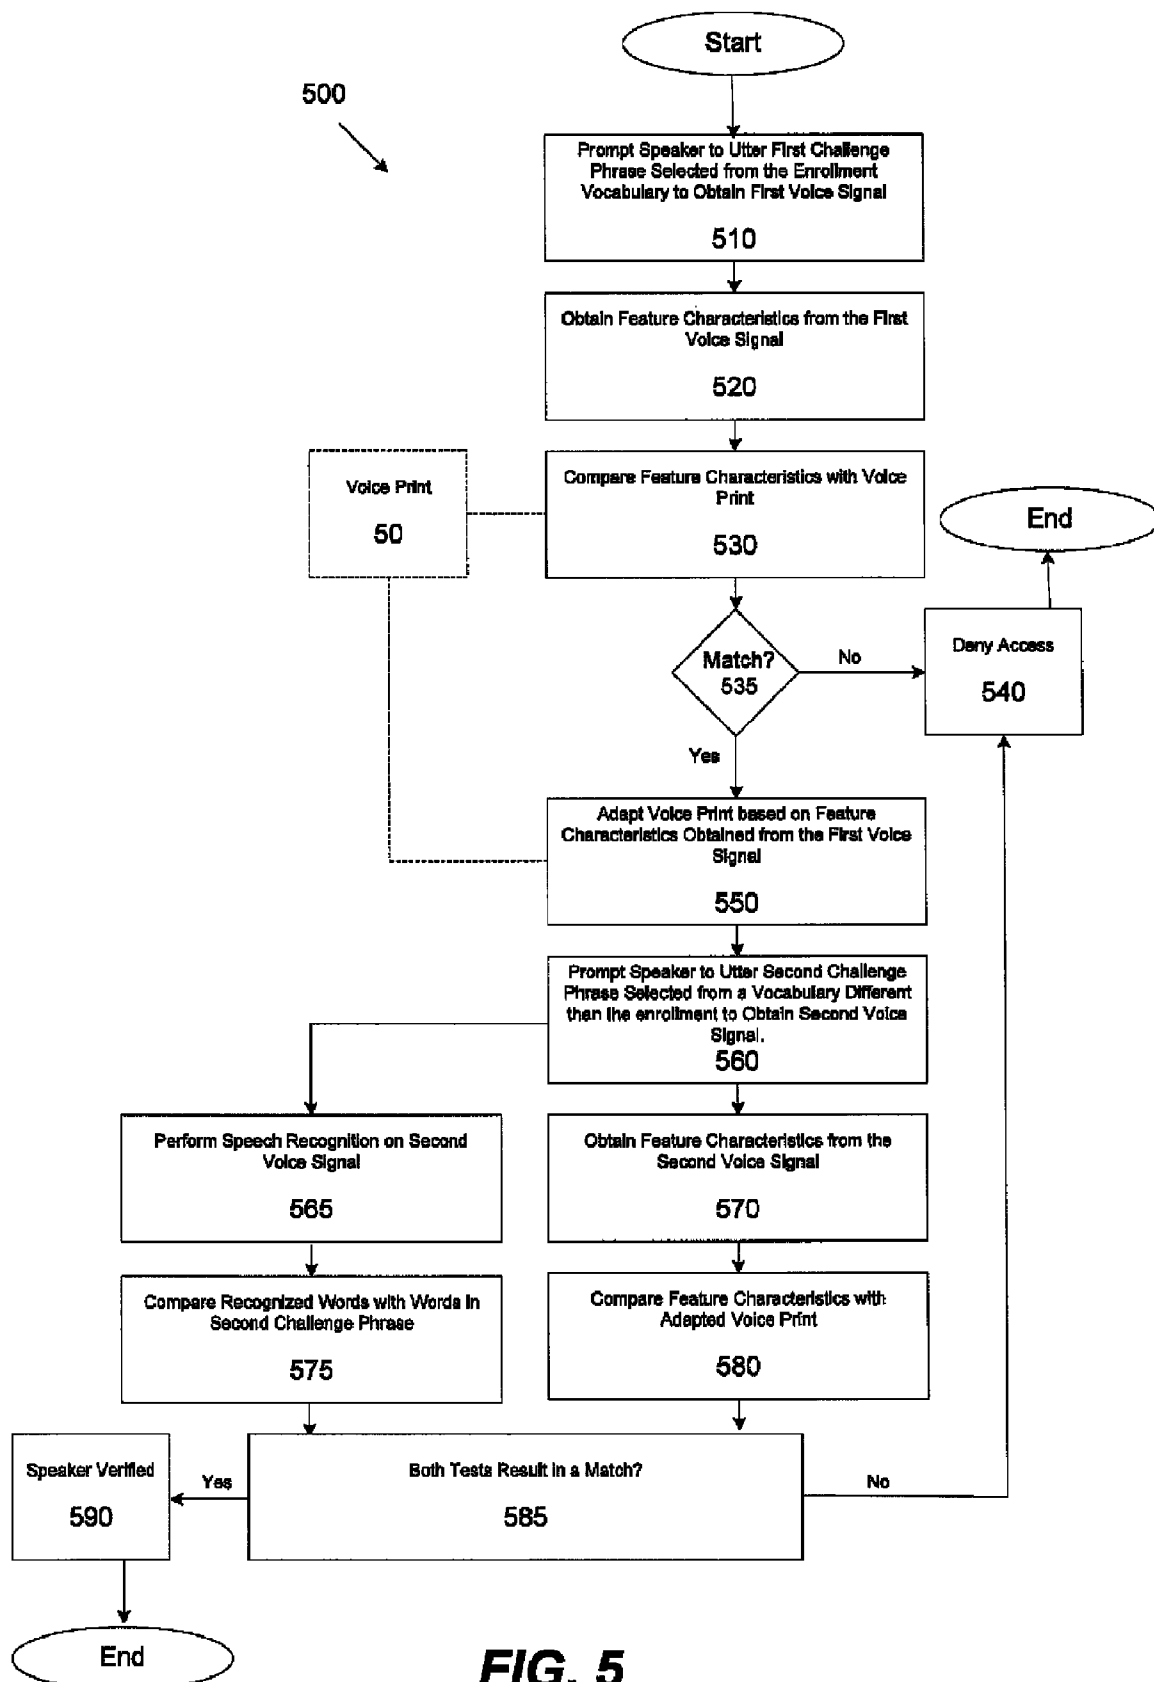 Start
500
Prompt Speaker to Utter First Challenge
Phrase Selected from the Enrollment
Vocabulary to Obtain First Voice Signal
510
Obtain Feature Characteristics from the First
Voice Signal
520
Voice Print
50
Compare Feature Characteristics with Voice
Print
530
End
Match?
535
No
Deny Access
540
Yes
Adapt Voice Print based on Feature
Characteristics Obtained from the First Voice
Signal
550
Prompt Speaker to Utter Second Challenge
Phrase Selected from a Vocabulary Different
than the enrollment to Obtain Second Voice
Signal.
560
Perform Speech Recognition on Second
Voice Signal
565
Obtain Feature Characteristics from the
Second Voice Signal
570
Compare Recognized Words with Words in
Second Challenge Phrase
575
Compare Feature Characteristics with
Adapted Voice Print
580
Speaker Verified
590
Yes
Both Tests Result in a Match?
585
No
End
FIG. 5